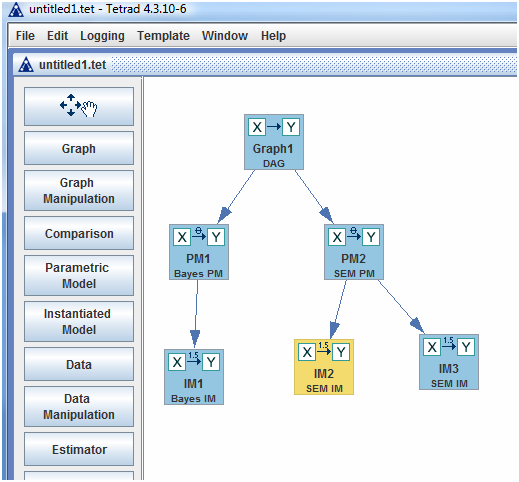 untitled1.tet - Tetrad 4.3.10-6
File Edit Logging Template Window Help
untitled1.tet
Graph
Graph
Manipulation
Comparison
Parametric
Model
Instantiated
Model
Data
Data
Manipulation
Estimator
X Y
Graph1
DAG
X θ Y
PM1
Bayes PM
X θ Y
PM2
SEM PM
X 1.5 Y
IM1
Bayes IM
X 1.5 Y
IM2
SEM IM
X 1.5 Y
IM3
SEM IM